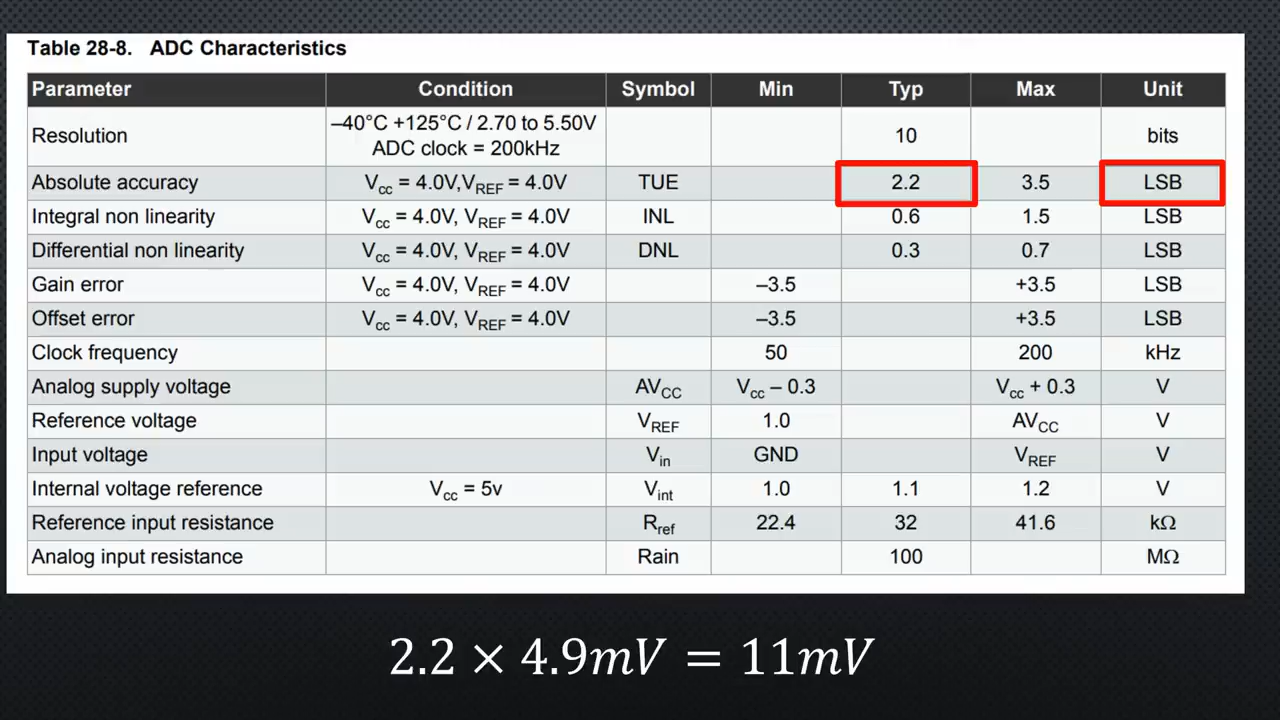 Table 28-8. ADC Characteristics
Parameter Condition Symbol Min Typ Max Unit
Resolution –40°C +125°C / 2.70 to 5.50V ADC clock = 200kHz 10 bits
Absolute accuracy Vcc = 4.0V,VREF = 4.0V TUE 2.2 3.5 LSB
Integral non linearity Vcc = 4.0V, VREF = 4.0V INL 0.6 1.5 LSB
Differential non linearity Vcc = 4.0V, VREF = 4.0V DNL 0.3 0.7 LSB
Gain error Vcc = 4.0V, VREF = 4.0V –3.5 +3.5 LSB
Offset error Vcc = 4.0V, VREF = 4.0V –3.5 +3.5 LSB
Clock frequency 50 200 kHz
Analog supply voltage AVCC Vcc – 0.3 Vcc + 0.3 V
Reference voltage VREF 1.0 AVCC V
Input voltage Vin GND VREF V
Internal voltage reference Vcc = 5v Vint 1.0 1.1 1.2 V
Reference input resistance Rref 22.4 32 41.6 kΩ
Analog input resistance Rain 100 MΩ
2.2 × 4.9mV = 11mV